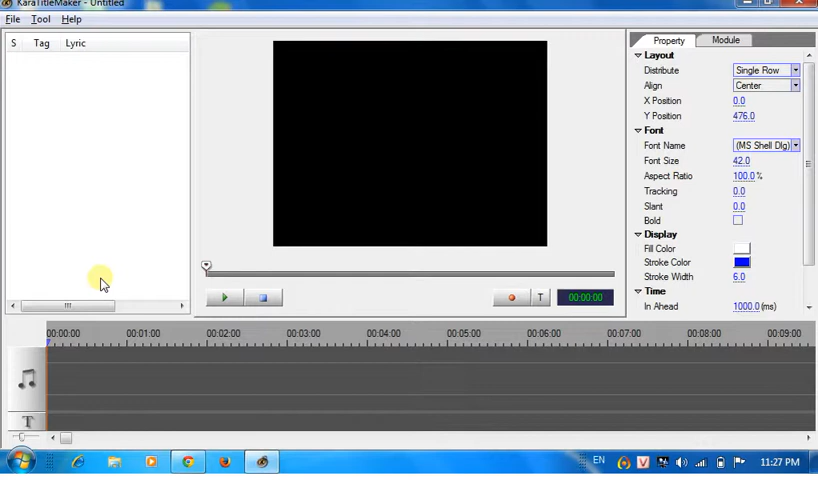 KaraTitleMaker - Untitled
File Tool Help
S Tag Lyric
Property Module
Layout
Distribute Single Row
Align Center
X Position 0.0
Y Position 476.0
Font
Font Name (MS Shell Dlg)
Font Size 42.0
Aspect Ratio 100.0 %
Tracking 0.0
Slant 0.0
Bold
Display
Fill Color
Stroke Color
Stroke Width 6.0
Time
In Ahead 1000.0 (ms)
T 00:00:00
00:00:00 00:01:00 00:02:00 00:03:00 00:04:00 00:05:00 00:06:00 00:07:00 00:08:00 00:09:00
T
EN V 11:27 PM